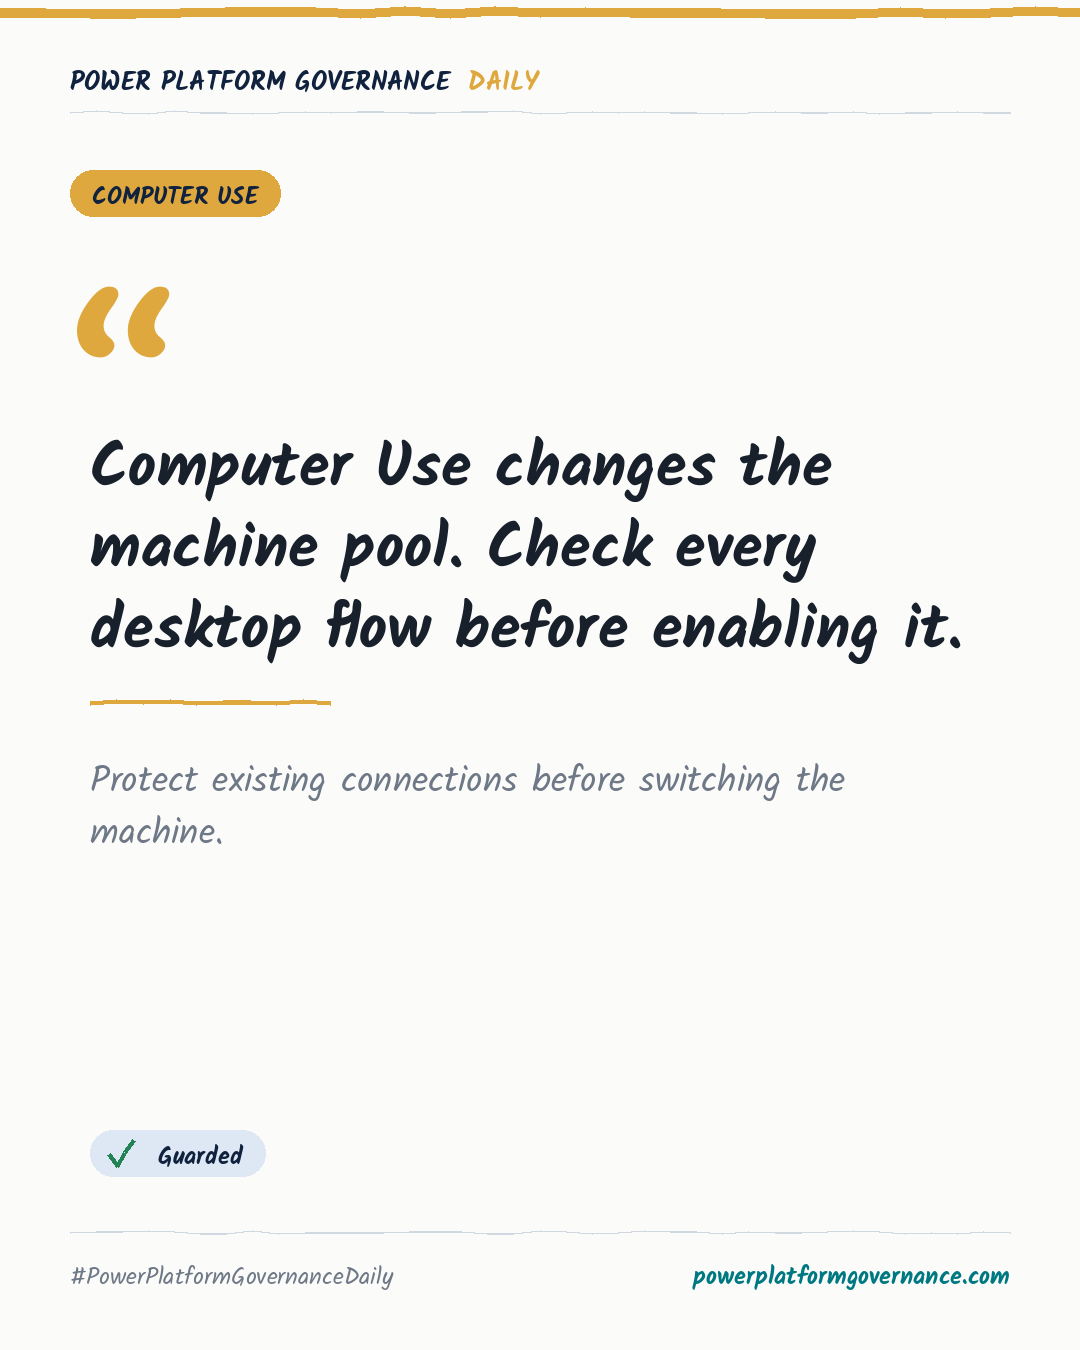 POWER PLATFORM GOVERNANCE DAILY
COMPUTER USE
“
Computer Use changes the
machine pool. Check every
desktop flow before enabling it.
Protect existing connections before switching the
machine.
✓ Guarded
#PowerPlatformGovernanceDaily
powerplatformgovernance.com